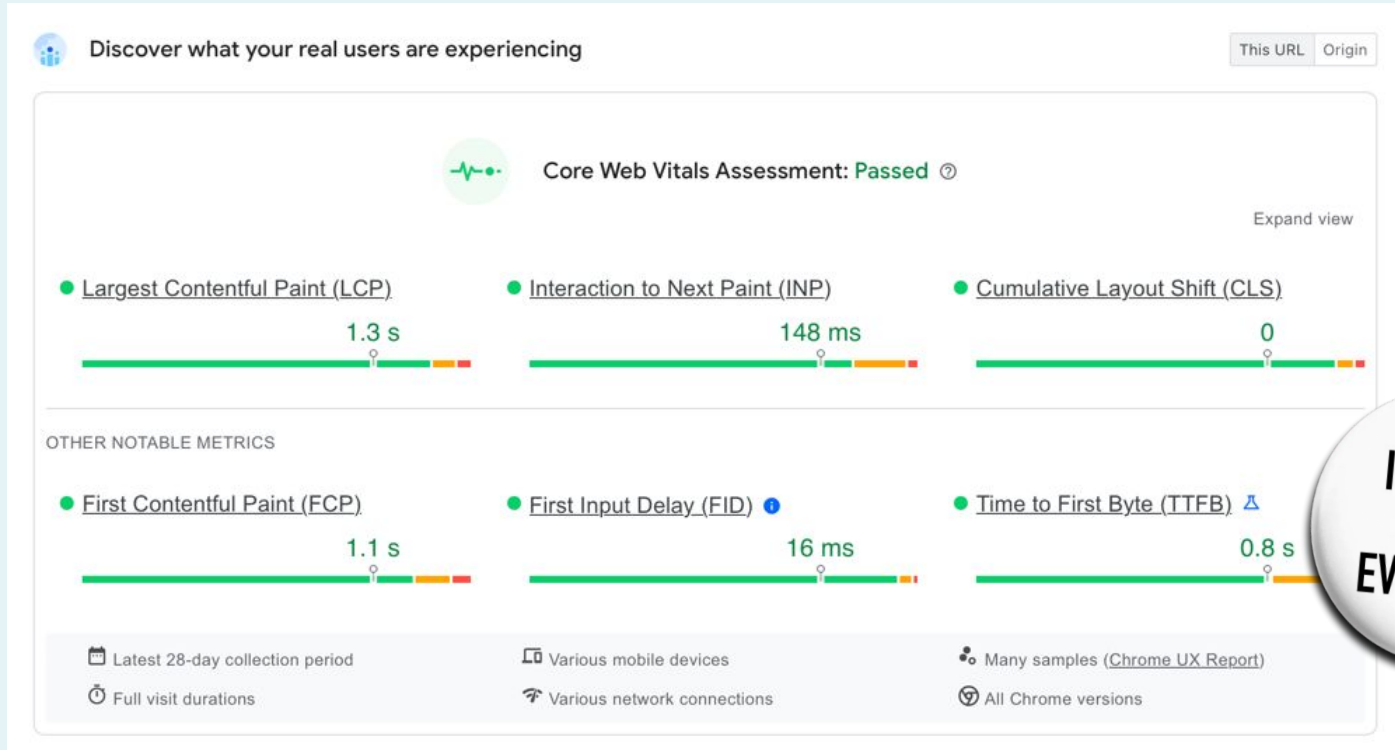 Discover what your real users are experiencing
This URL Origin
Core Web Vitals Assessment: Passed
Expand view
Largest Contentful Paint (LCP) Interaction to Next Paint (INP) Cumulative Layout Shift (CLS)
1.3 s 148 ms 0
OTHER NOTABLE METRICS
First Contentful Paint (FCP) First Input Delay (FID) Time to First Byte (TTFB)
1.1 s 16 ms 0.8 s
Latest 28-day collection period Various mobile devices Many samples (Chrome UX Report)
Full visit durations Various network connections All Chrome versions